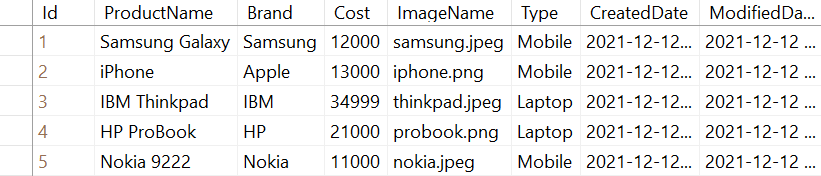 Id ProductName Brand Cost ImageName Type CreatedDate ModifiedDa...
1 Samsung Galaxy Samsung 12000 samsung.jpeg Mobile 2021-12-12... 2021-12-12 ...
2 iPhone Apple 13000 iphone.png Mobile 2021-12-12... 2021-12-12 ...
3 IBM Thinkpad IBM 34999 thinkpad.jpeg Laptop 2021-12-12... 2021-12-12 ...
4 HP ProBook HP 21000 probook.png Laptop 2021-12-12... 2021-12-12 ...
5 Nokia 9222 Nokia 11000 nokia.jpeg Mobile 2021-12-12... 2021-12-12 ...